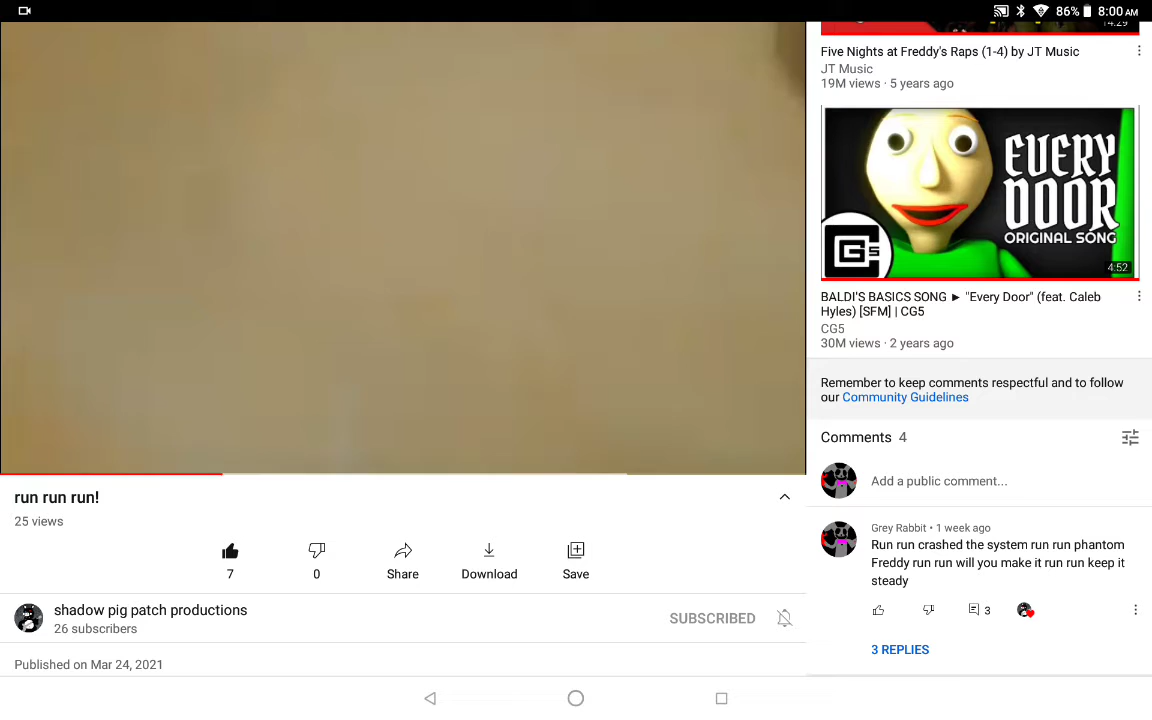 86% 8:00 AM
14:29
Five Nights at Freddy's Raps (1-4) by JT Music
JT Music
19M views · 5 years ago
EVERY
DOOR
ORIGINAL SONG
CG5
4:52
BALDI'S BASICS SONG ► "Every Door" (feat. Caleb
Hyles) [SFM] | CG5
CG5
30M views · 2 years ago
Remember to keep comments respectful and to follow
our Community Guidelines
Comments 4
Add a public comment...
Grey Rabbit • 1 week ago
Run run crashed the system run run phantom
Freddy run run will you make it run run keep it
steady
3
3 REPLIES
run run run!
25 views
7
0
Share
Download
Save
shadow pig patch productions
26 subscribers
SUBSCRIBED
Published on Mar 24, 2021